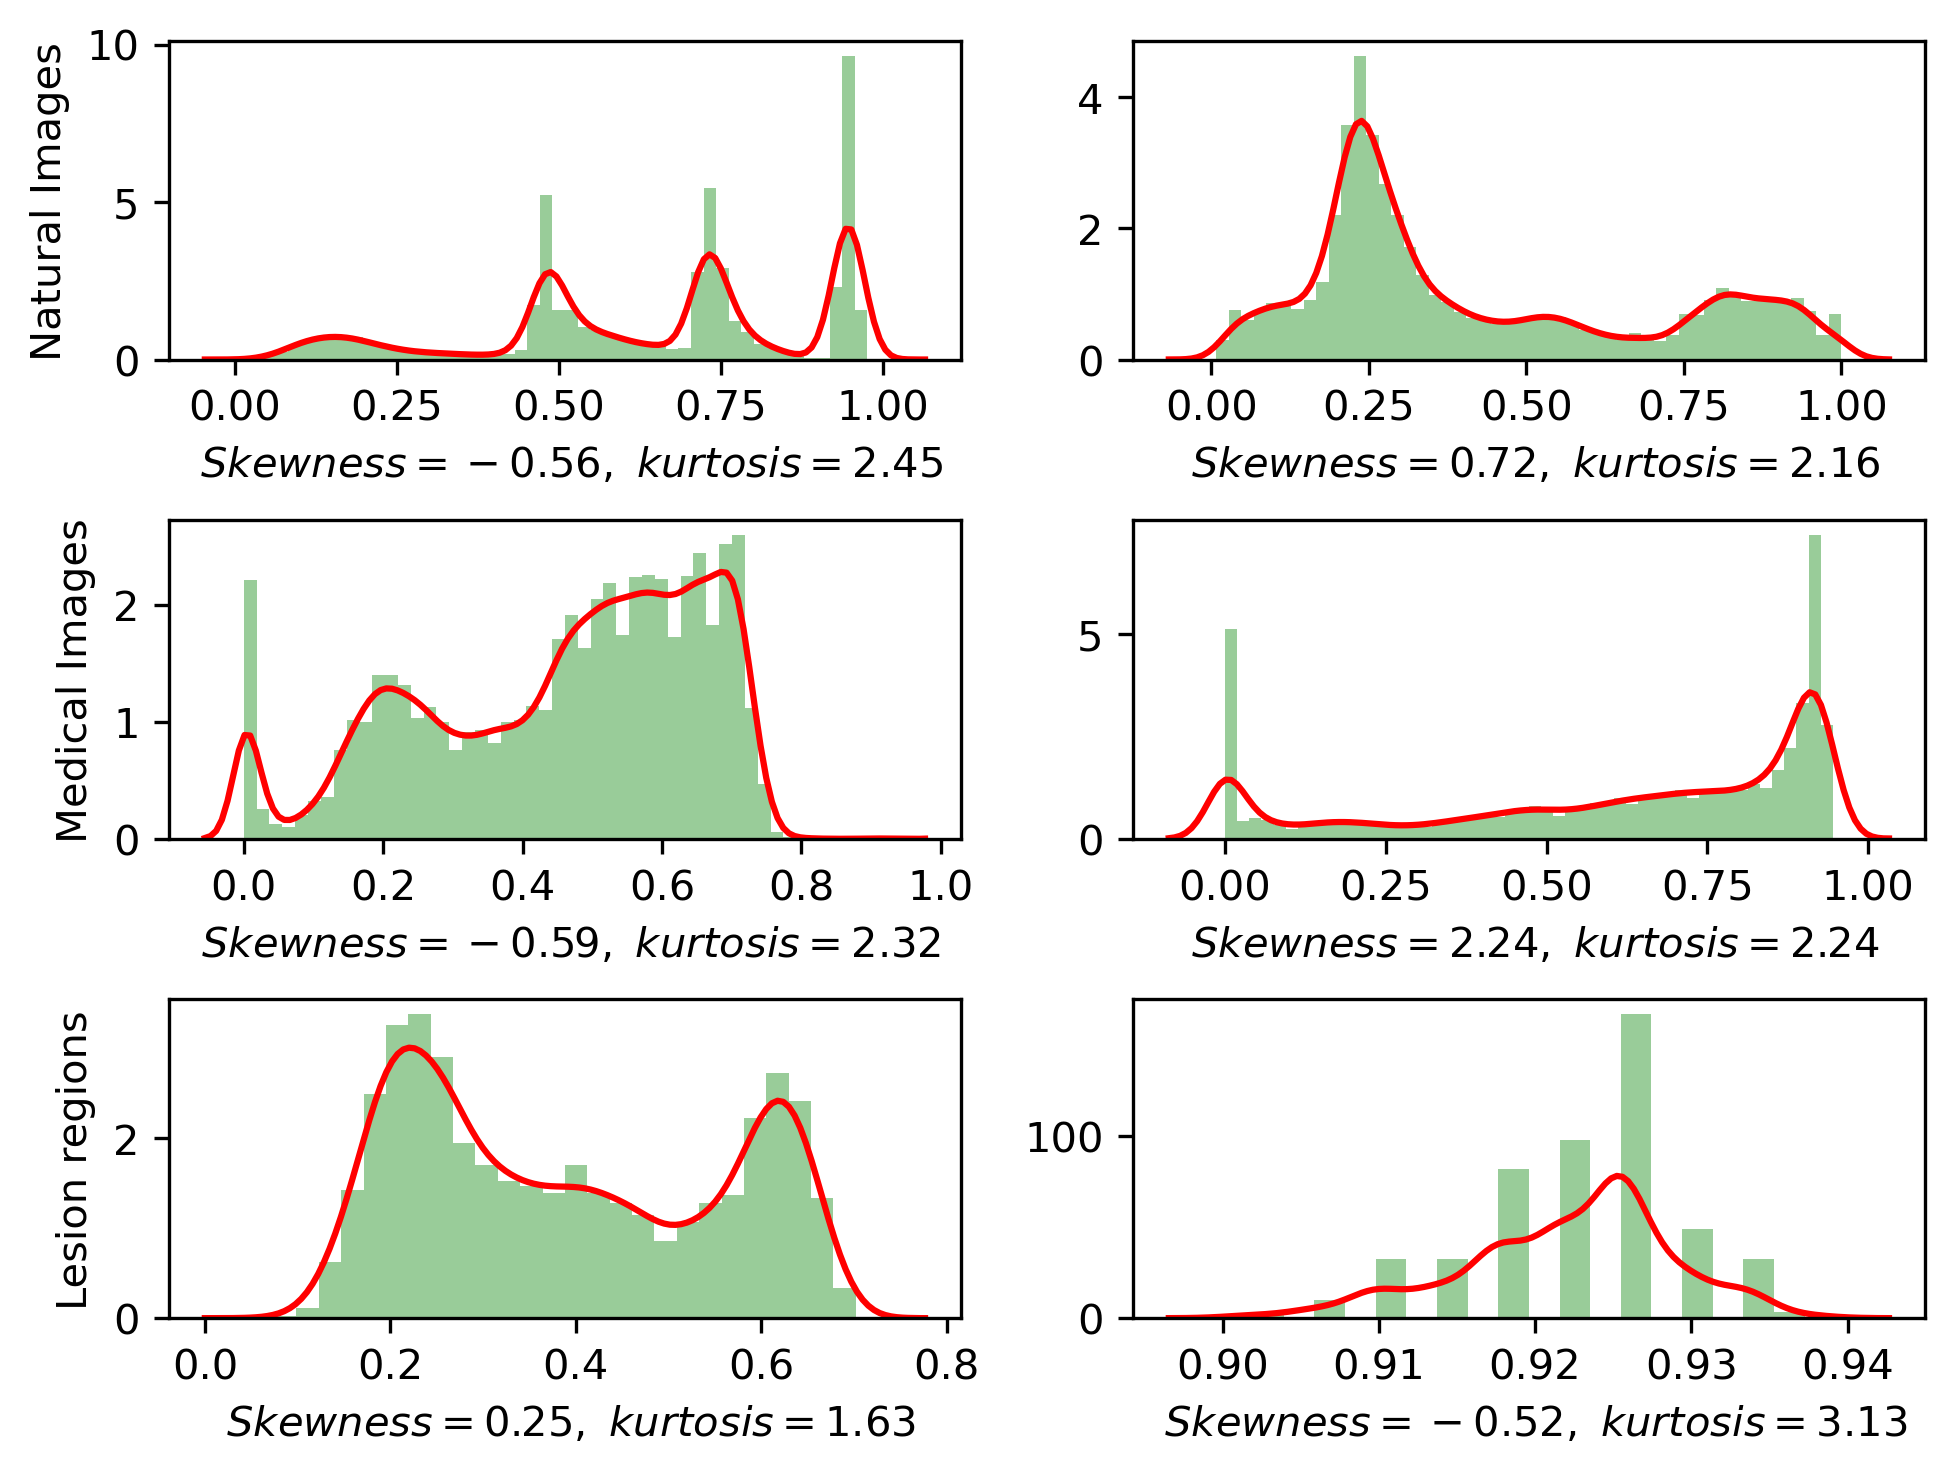 Natural Images
10
5
0
0.00 0.25 0.50 0.75 1.00
Skewness = −0.56, kurtosis = 2.45
4
2
0
0.00 0.25 0.50 0.75 1.00
Skewness = 0.72, kurtosis = 2.16
Medical Images
2
1
0
0.0 0.2 0.4 0.6 0.8 1.0
Skewness = −0.59, kurtosis = 2.32
5
0
0.00 0.25 0.50 0.75 1.00
Skewness = 2.24, kurtosis = 2.24
Lesion regions
2
0
0.0 0.2 0.4 0.6 0.8
Skewness = 0.25, kurtosis = 1.63
100
0
0.90 0.91 0.92 0.93 0.94
Skewness = −0.52, kurtosis = 3.13